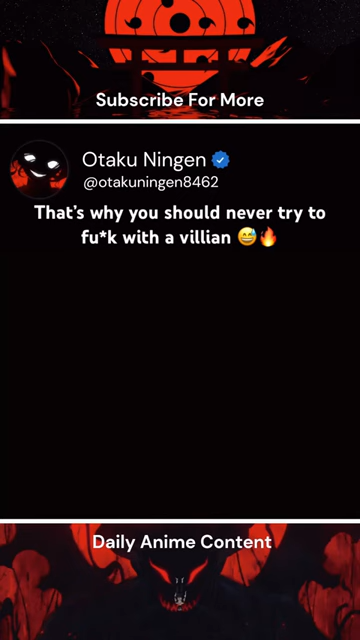 Subscribe For More
Otaku Ningen
@otakuningen8462
That's why you should never try to
fu*k with a villian 😅🔥
Daily Anime Content